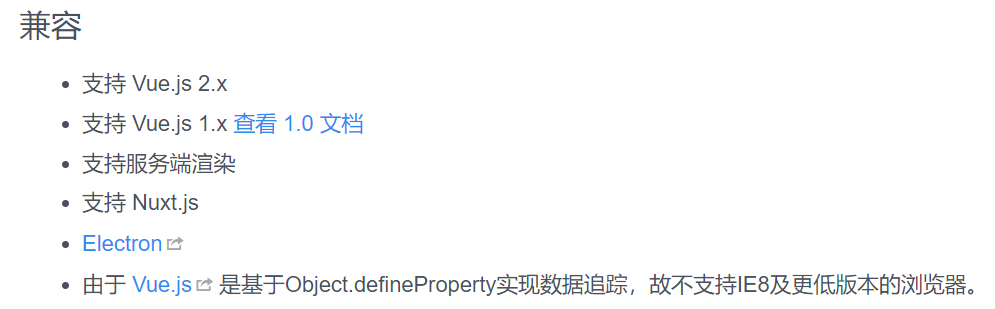 兼容
支持 Vue.js 2.x
支持 Vue.js 1.x 查看 1.0 文档
支持服务端渲染
支持 Nuxt.js
Electron
由于 Vue.js 是基于Object.defineProperty实现数据追踪，故不支持IE8及更低版本的浏览器。